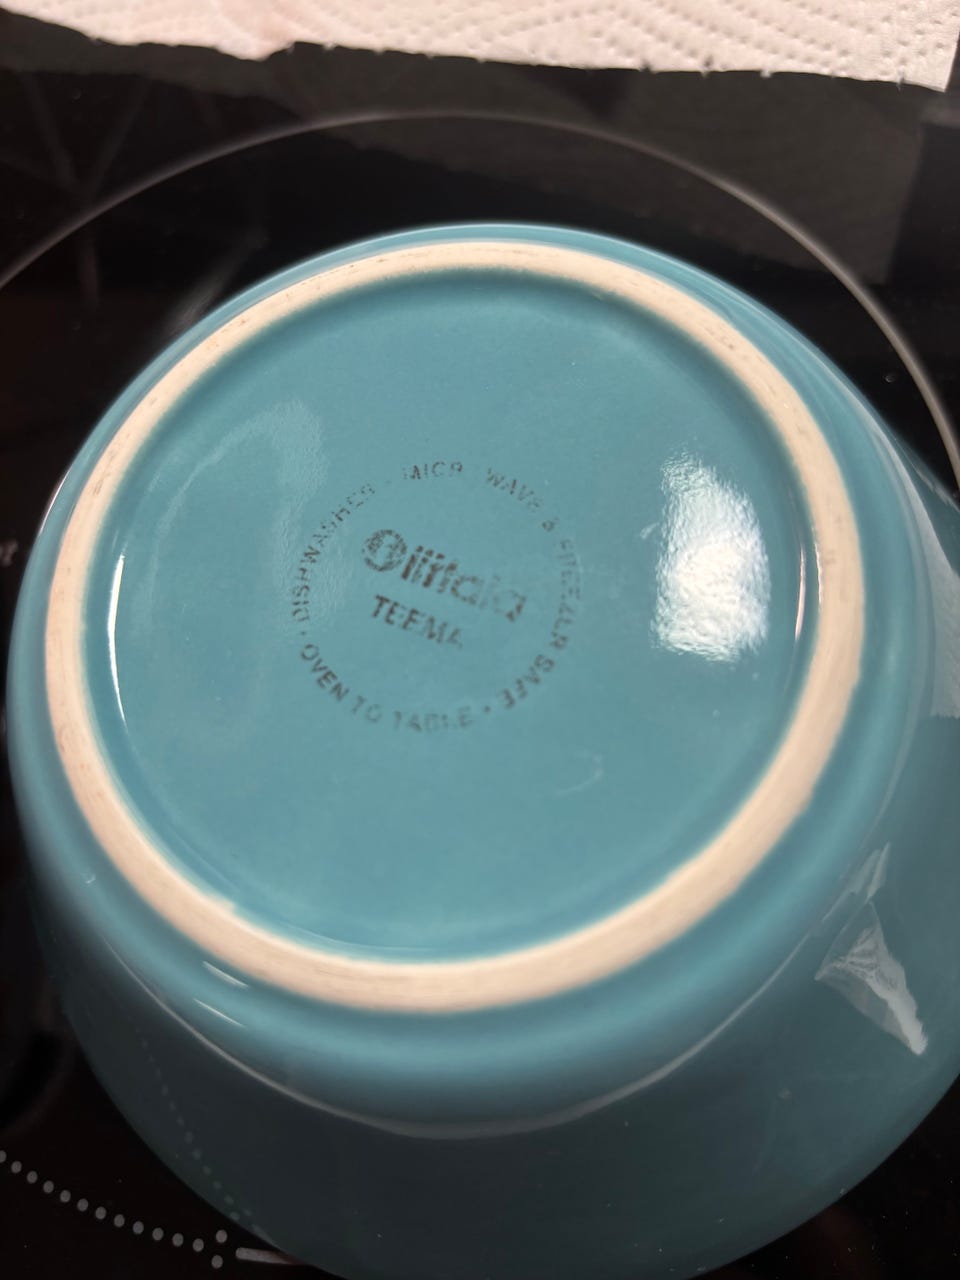 iittala
TEEMA
OVEN TO TABLE • DISHWASHER • MICROWAVE & FREEZER SAFE •